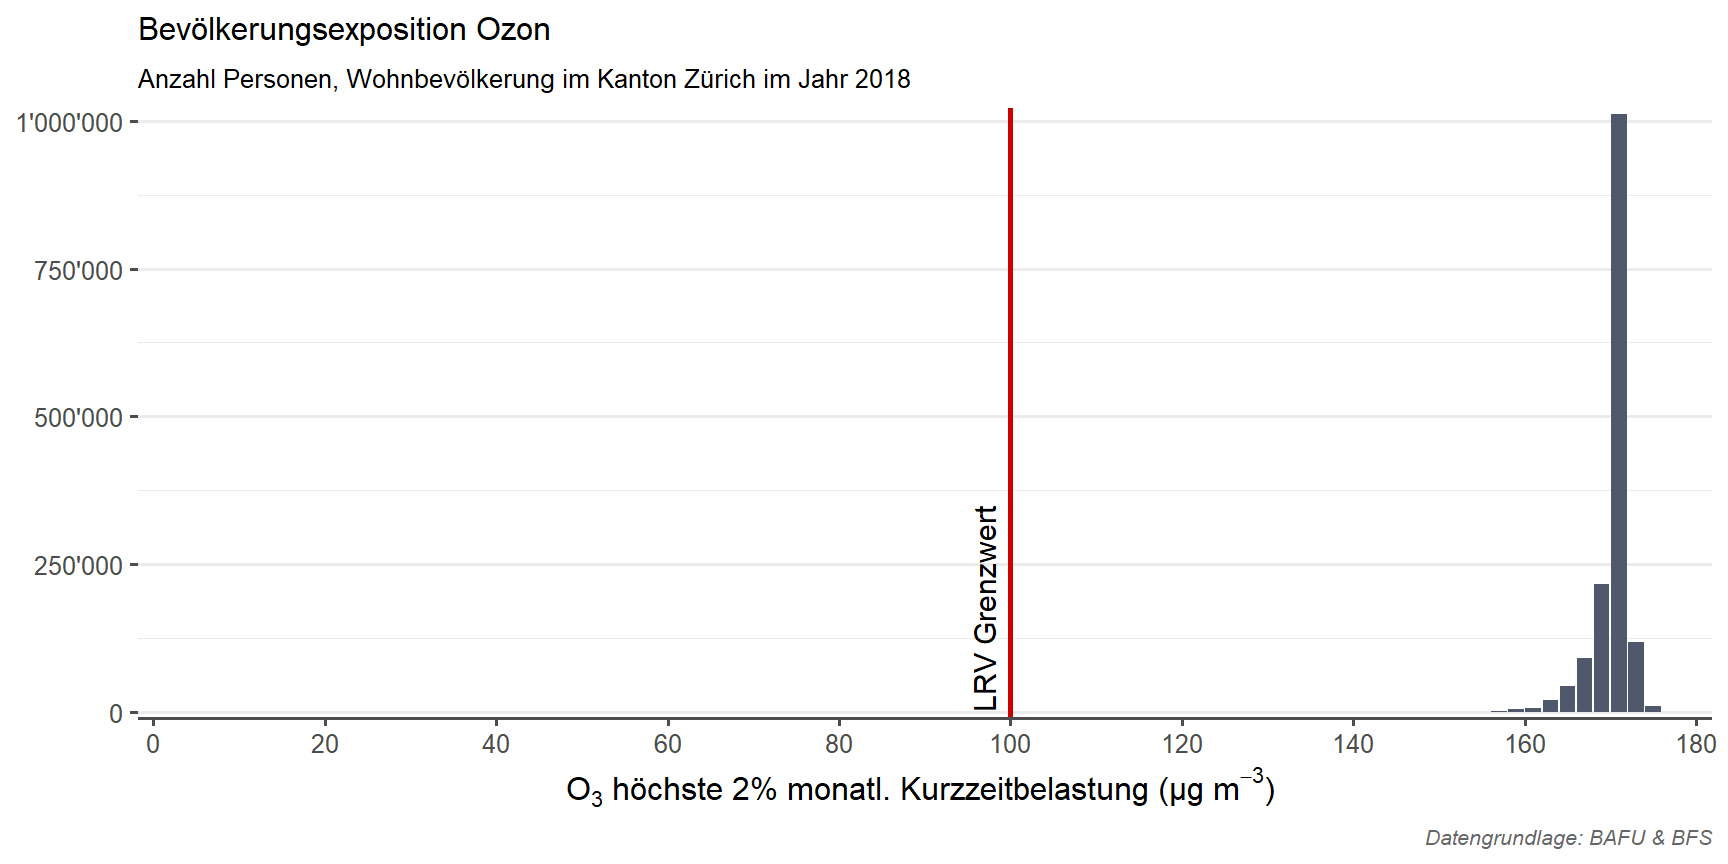 Bevölkerungsexposition Ozon
Anzahl Personen, Wohnbevölkerung im Kanton Zürich im Jahr 2018
1'000'000
750'000
500'000
250'000
0
LRV Grenzwert
0 20 40 60 80 100 120 140 160 180
O₃ höchste 2% monatl. Kurzzeitbelastung (µg m⁻³)
Datengrundlage: BAFU & BFS